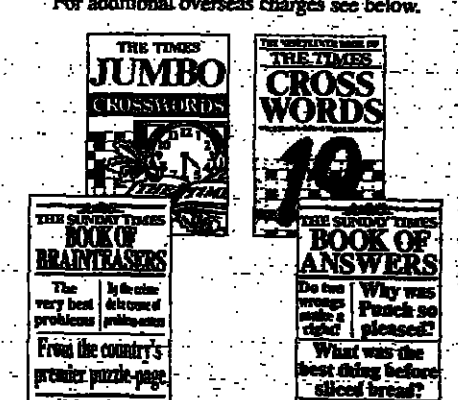 For additional overseas charges see below.
THE TIMES
JUMBO
CROSSWORDS
THE TIMES
CROSS
WORDS
19
THE SUNDAY TIMES
BOOK OF
BRAINTEASERS
The
very best
problems
From the country's
premier puzzle-page
THE SUNDAY TIMES
BOOK OF
ANSWERS
Do two
wrongs
make a
right?
Why was
Punch so
pleased?
What was the
best thing before
sliced bread?